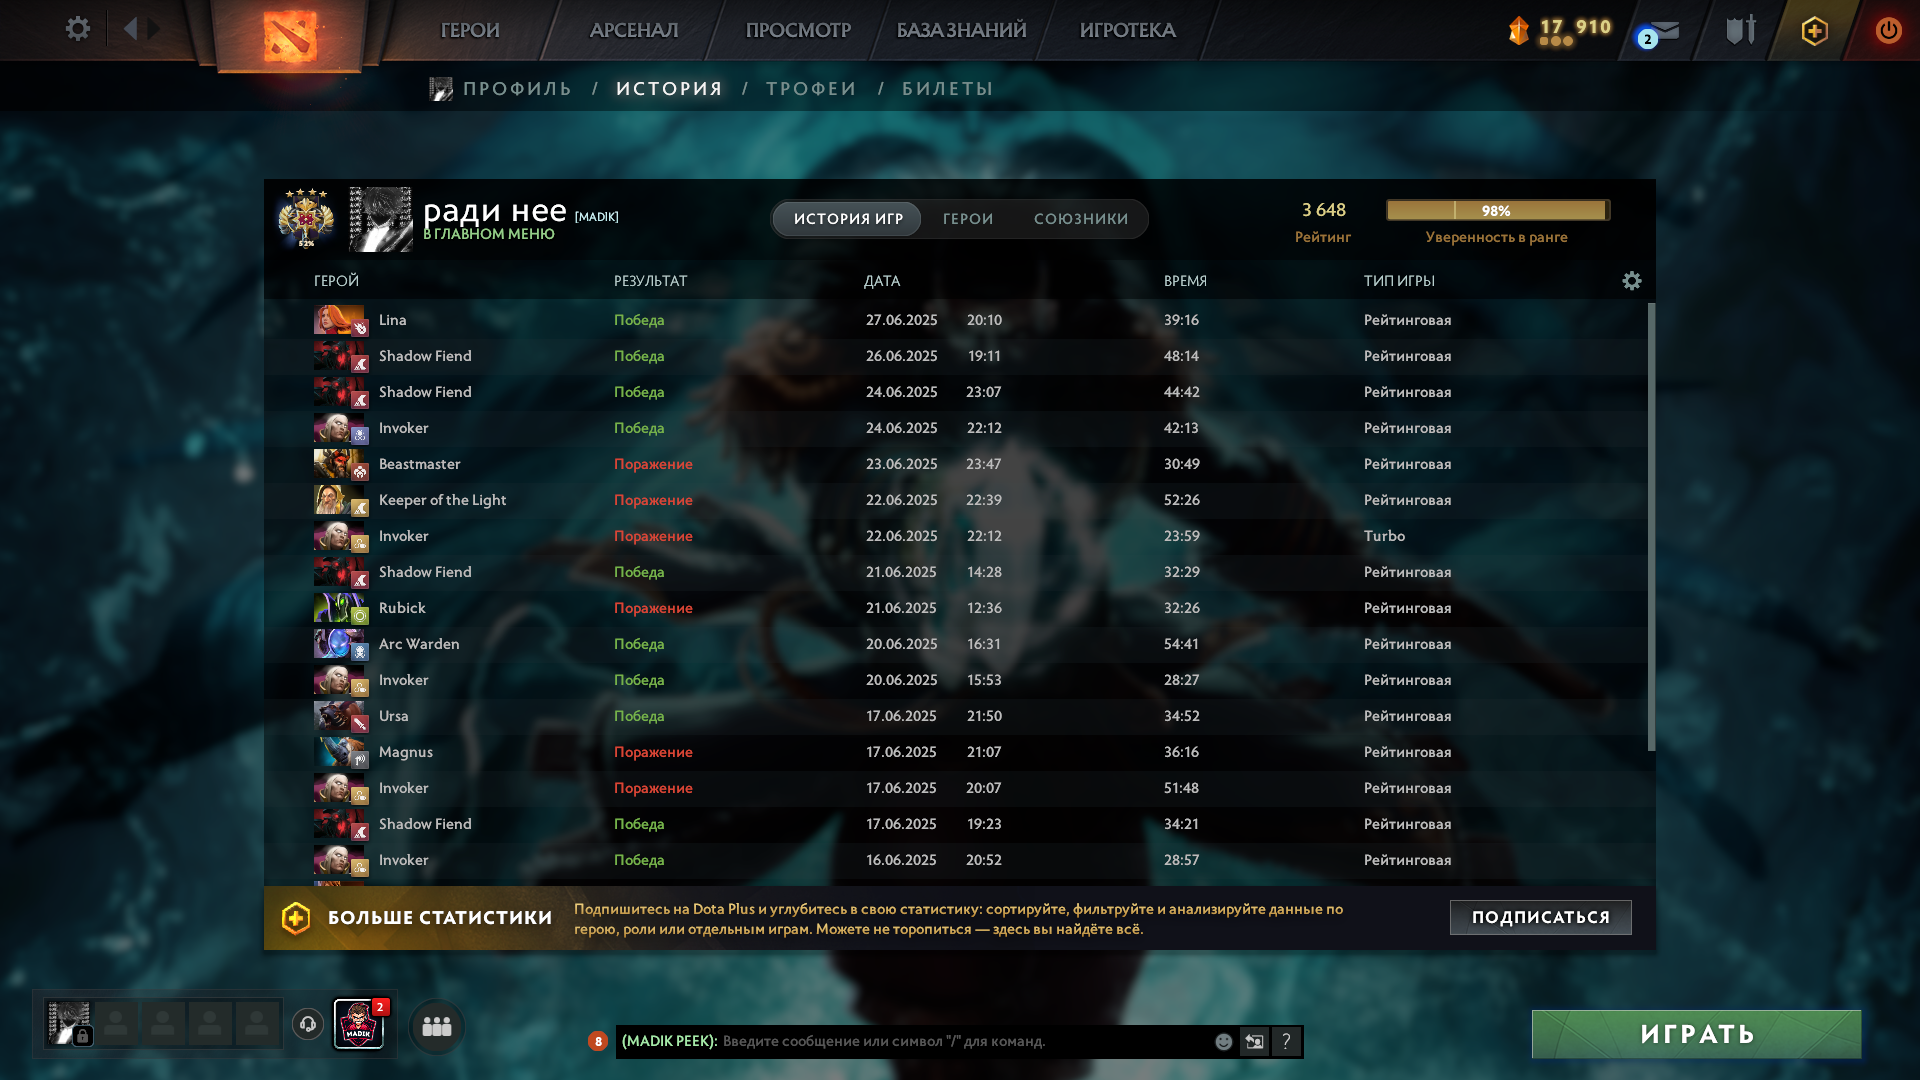 ГЕРОИ АРСЕНАЛ ПРОСМОТР БАЗА ЗНАНИЙ ИГРОТЕКА 17 910 2
ПРОФИЛЬ / ИСТОРИЯ / ТРОФЕИ / БИЛЕТЫ
52%
ради нее [MADIK]
В ГЛАВНОМ МЕНЮ
ИСТОРИЯ ИГР ГЕРОИ СОЮЗНИКИ
3 648 98%
Рейтинг Уверенность в ранге
ГЕРОЙ РЕЗУЛЬТАТ ДАТА ВРЕМЯ ТИП ИГРЫ
Lina Победа 27.06.2025 20:10 39:16 Рейтинговая
Shadow Fiend Победа 26.06.2025 19:11 48:14 Рейтинговая
Shadow Fiend Победа 24.06.2025 23:07 44:42 Рейтинговая
Invoker Победа 24.06.2025 22:12 42:13 Рейтинговая
Beastmaster Поражение 23.06.2025 23:47 30:49 Рейтинговая
Keeper of the Light Поражение 22.06.2025 22:39 52:26 Рейтинговая
Invoker Поражение 22.06.2025 22:12 23:59 Turbo
Shadow Fiend Победа 21.06.2025 14:28 32:29 Рейтинговая
Rubick Поражение 21.06.2025 12:36 32:26 Рейтинговая
Arc Warden Победа 20.06.2025 16:31 54:41 Рейтинговая
Invoker Победа 20.06.2025 15:53 28:27 Рейтинговая
Ursa Победа 17.06.2025 21:50 34:52 Рейтинговая
Magnus Поражение 17.06.2025 21:07 36:16 Рейтинговая
Invoker Поражение 17.06.2025 20:07 51:48 Рейтинговая
Shadow Fiend Победа 17.06.2025 19:23 34:21 Рейтинговая
Invoker Победа 16.06.2025 20:52 28:57 Рейтинговая
БОЛЬШЕ СТАТИСТИКИ
Подпишитесь на Dota Plus и углубитесь в свою статистику: сортируйте, фильтруйте и анализируйте данные по
герою, роли или отдельным играм. Можете не торопиться — здесь вы найдёте всё.
ПОДПИСАТЬСЯ
MADIK 2
8 (MADIK PEEK): Введите сообщение или символ "/" для команд. ?
ИГРАТЬ